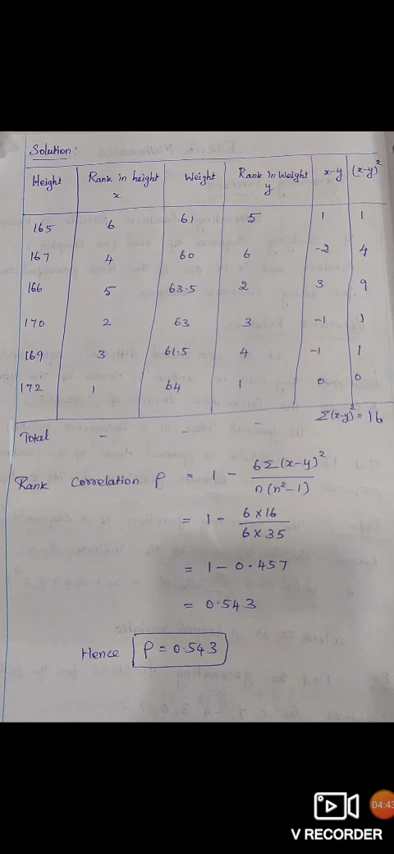 Solution:
Height Rank in height x Weight Rank in Weight y x-y (x-y)²
165 6 61 5 1 1
167 4 60 6 -2 4
166 5 63.5 2 3 9
170 2 63 3 -1 1
169 3 61.5 4 -1 1
172 1 64 1 0 0
Total - - - Σ(x-y)² = 16
Rank Correlation ρ = 1 - 6Σ(x-y)² / n(n²-1)
= 1 - 6×16 / 6×35
= 1 - 0.457
= 0.543
Hence ρ = 0.543
04:43
V RECORDER